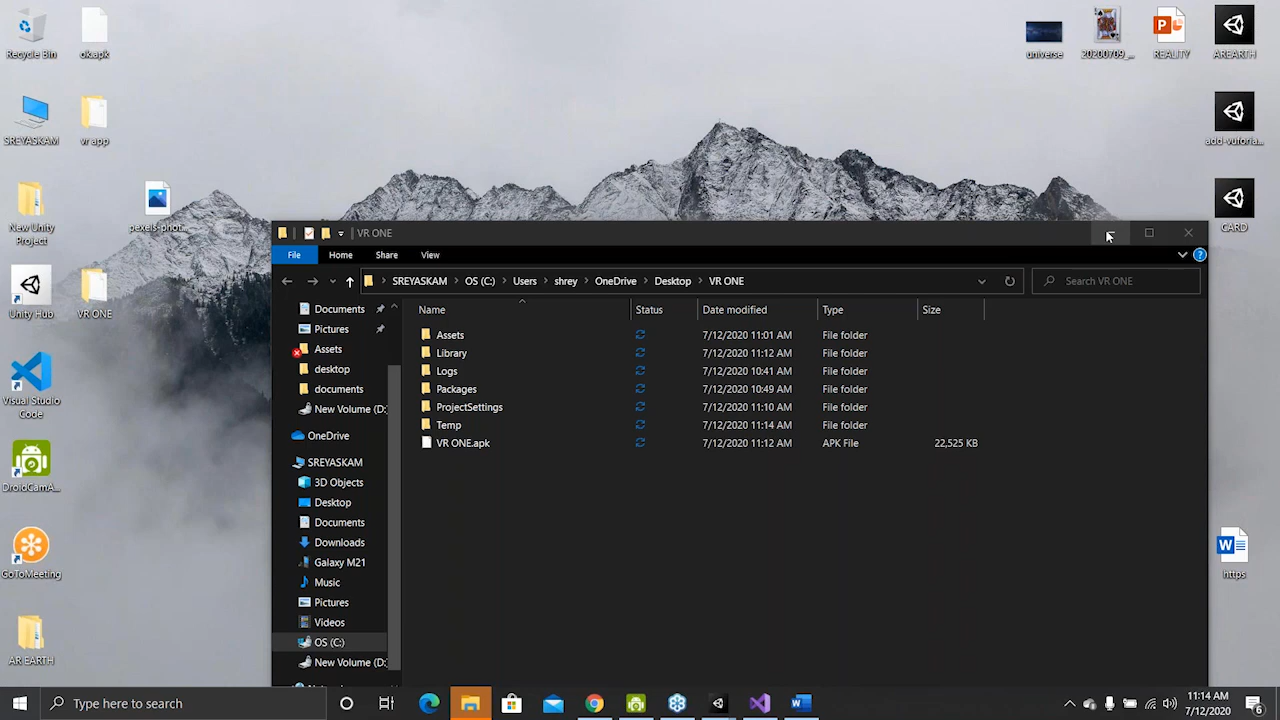 Recycle Bin
ok.apk
universe
20200709_...
REALITY
AREARTH
SREYASKAM
vr app
add-vuforia...
New Unity
Project
pexels-phot...
CARD
Unity Hub
VR ONE
Visual Studio
Code
DroidCamA...
GoToMeeting
https
AR EARTH
VR ONE
File
Home
Share
View
SREYASKAM
OS (C:)
Users
shrey
OneDrive
Desktop
VR ONE
Search VR ONE
Name
Status
Date modified
Type
Size
Assets
7/12/2020 11:01 AM
File folder
Library
7/12/2020 11:12 AM
File folder
Logs
7/12/2020 10:41 AM
File folder
Packages
7/12/2020 10:49 AM
File folder
ProjectSettings
7/12/2020 11:10 AM
File folder
Temp
7/12/2020 11:14 AM
File folder
VR ONE.apk
7/12/2020 11:12 AM
APK File
22,525 KB
Documents
Pictures
Assets
desktop
documents
New Volume (D:
OneDrive
SREYASKAM
3D Objects
Desktop
Documents
Downloads
Galaxy M21
Music
Pictures
Videos
OS (C:)
New Volume (D:
Type here to search
11:14 AM
7/12/2020
6